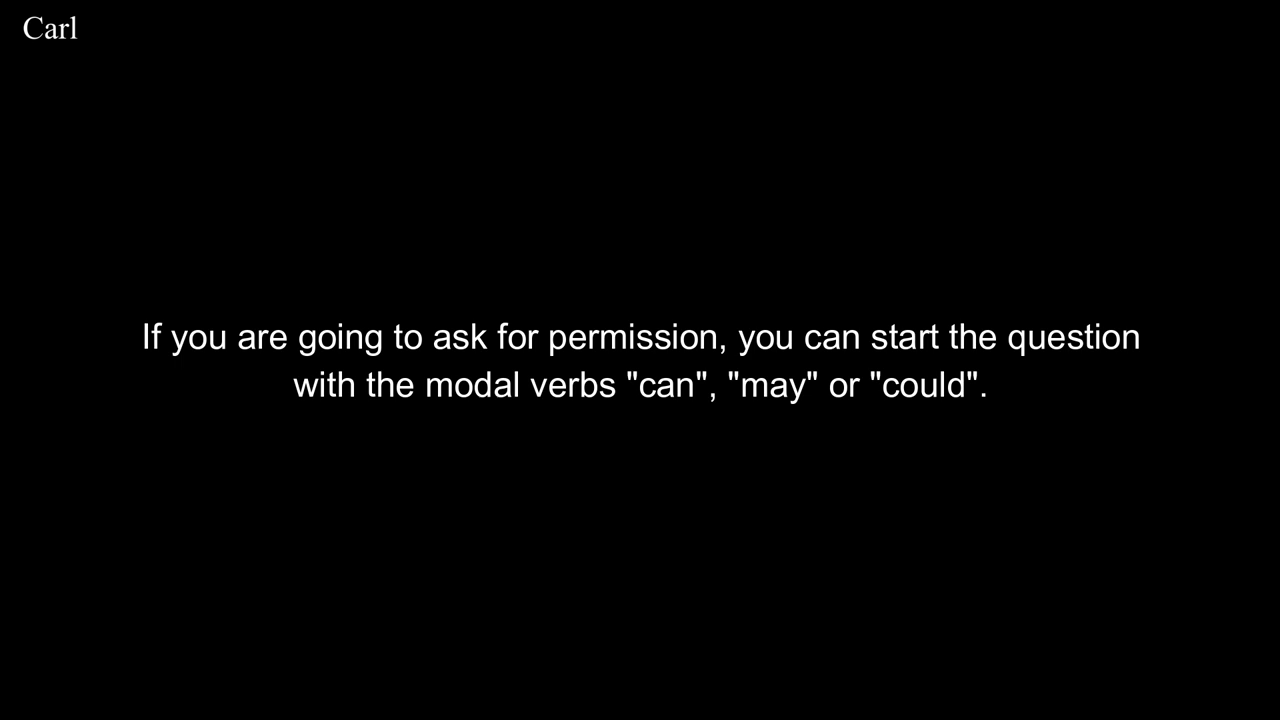 Carl
If you are going to ask for permission, you can start the question
with the modal verbs "can", "may" or "could".